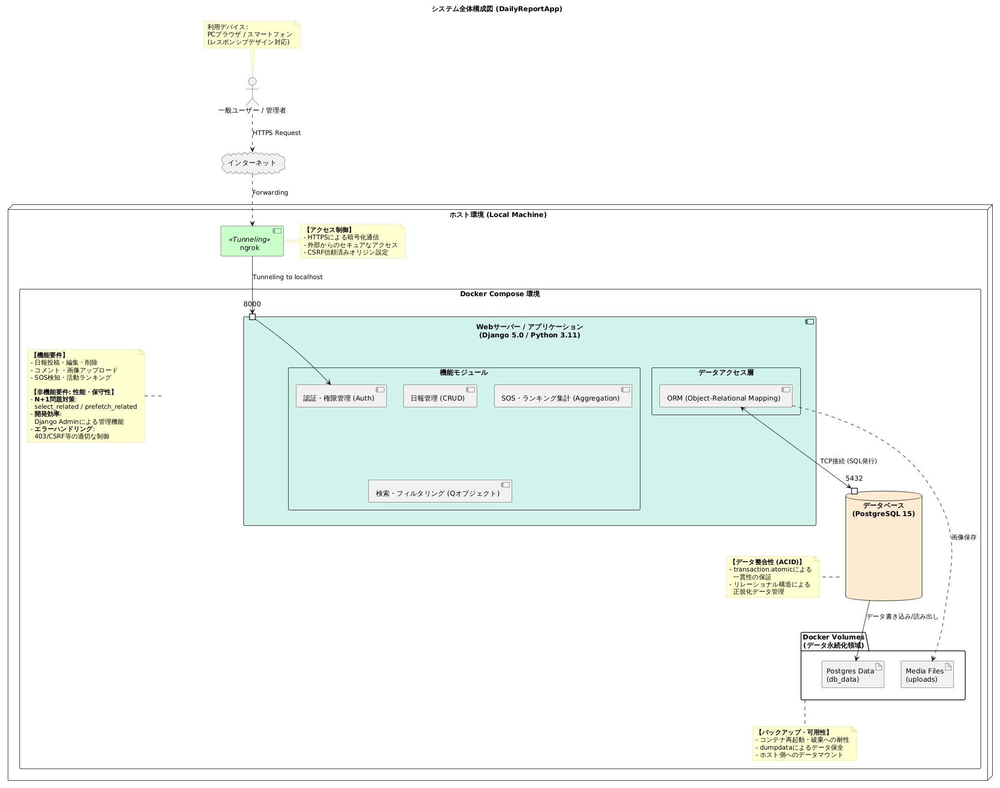 システム全体構成図 (DailyReportApp)
利用デバイス:
PCブラウザ / スマートフォン
(レスポンシブデザイン対応)
一般ユーザー / 管理者
HTTPS Request
インターネット
Forwarding
ホスト環境 (Local Machine)
«Tunneling»
ngrok
【アクセス制御】
- HTTPSによる暗号化通信
- 外部からのセキュアなアクセス
- CSRF信頼済みオリジン設定
Tunneling to localhost
Docker Compose 環境
8000
Webサーバー / アプリケーション
(Django 5.0 / Python 3.11)
【機能要件】
- 日報投稿・編集・削除
- コメント・画像アップロード
- SOS検知・活動ランキング
【非機能要件: 性能・保守性】
- N+1問題対策:
select_related / prefetch_related
- 開発効率:
Django Adminによる管理機能
- エラーハンドリング:
403/CSRF等の適切な制御
機能モジュール
認証・権限管理 (Auth)
日報管理 (CRUD)
SOS・ランキング集計 (Aggregation)
検索・フィルタリング (Qオブジェクト)
データアクセス層
ORM (Object-Relational Mapping)
TCP接続 (SQL発行)
5432
データベース
(PostgreSQL 15)
画像保存
【データ整合性 (ACID)】
- transaction.atomicによる
一貫性の保証
- リレーショナル構造による
正規化データ管理
データ書き込み/読み出し
Docker Volumes
(データ永続化領域)
Postgres Data
(db_data)
Media Files
(uploads)
【バックアップ・可用性】
- コンテナ再起動・破棄への耐性
- dumpdataによるデータ保全
- ホスト側へのデータマウント